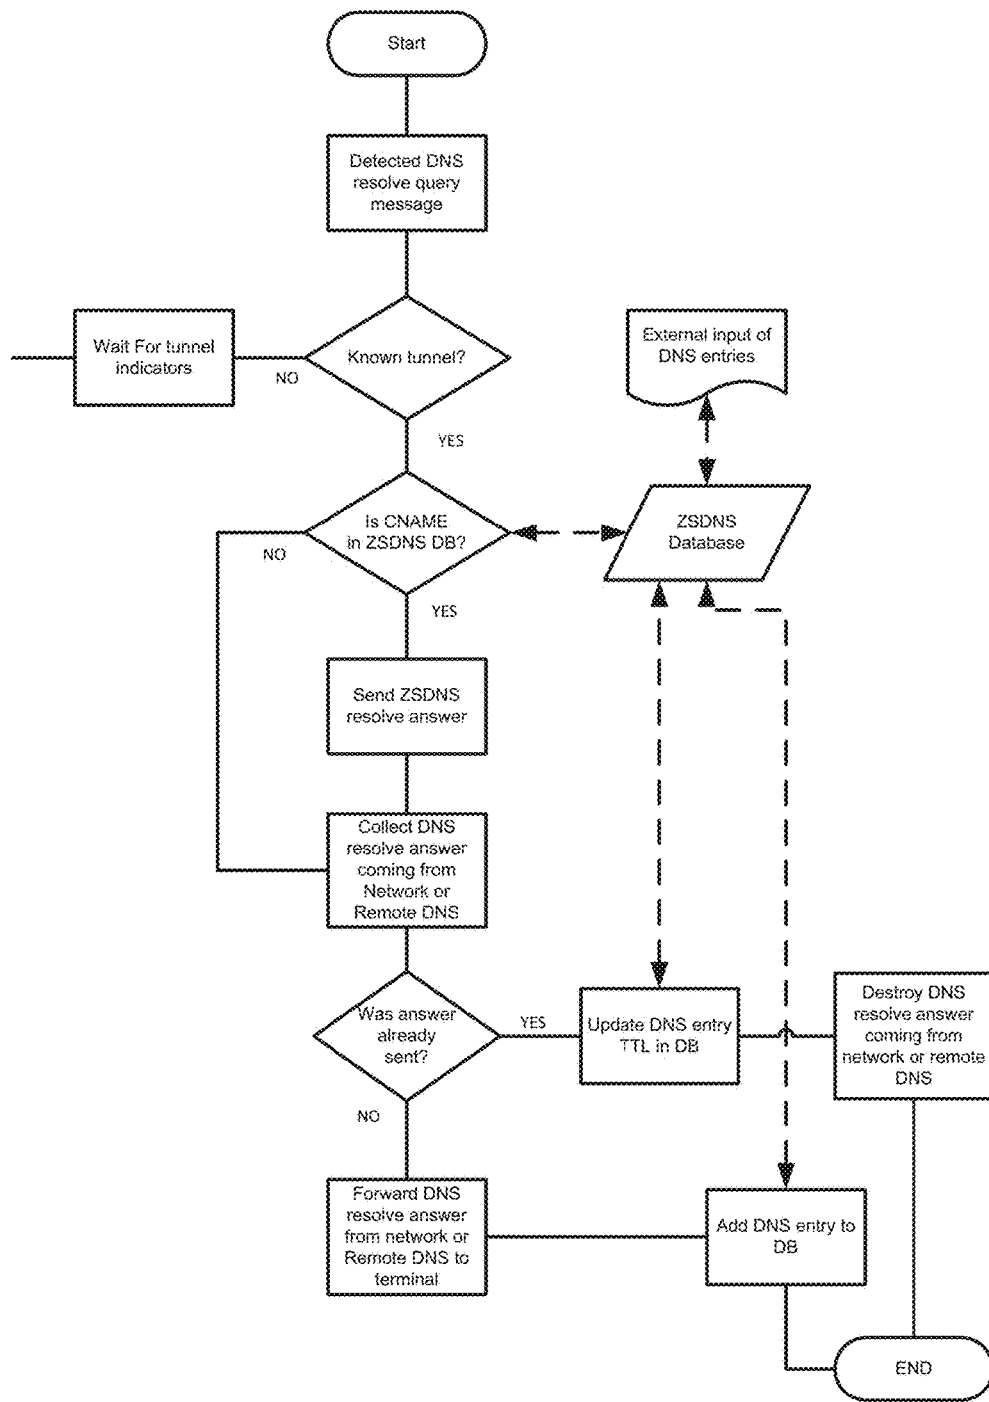 Start
Detected DNS
resolve query
message
Wait For tunnel
indicators
NO
Known tunnel?
External input of
DNS entries
YES
Is CNAME
in ZSDNS DB?
NO
ZSDNS
Database
YES
Send ZSDNS
resolve answer
Collect DNS
resolve answer
coming from
Network or
Remote DNS
Was answer
already
sent?
YES
Update DNS entry
TTL in DB
Destroy DNS
resolve answer
coming from
network or remote
DNS
NO
Forward DNS
resolve answer
from network or
Remote DNS to
terminal
Add DNS entry to
DB
END